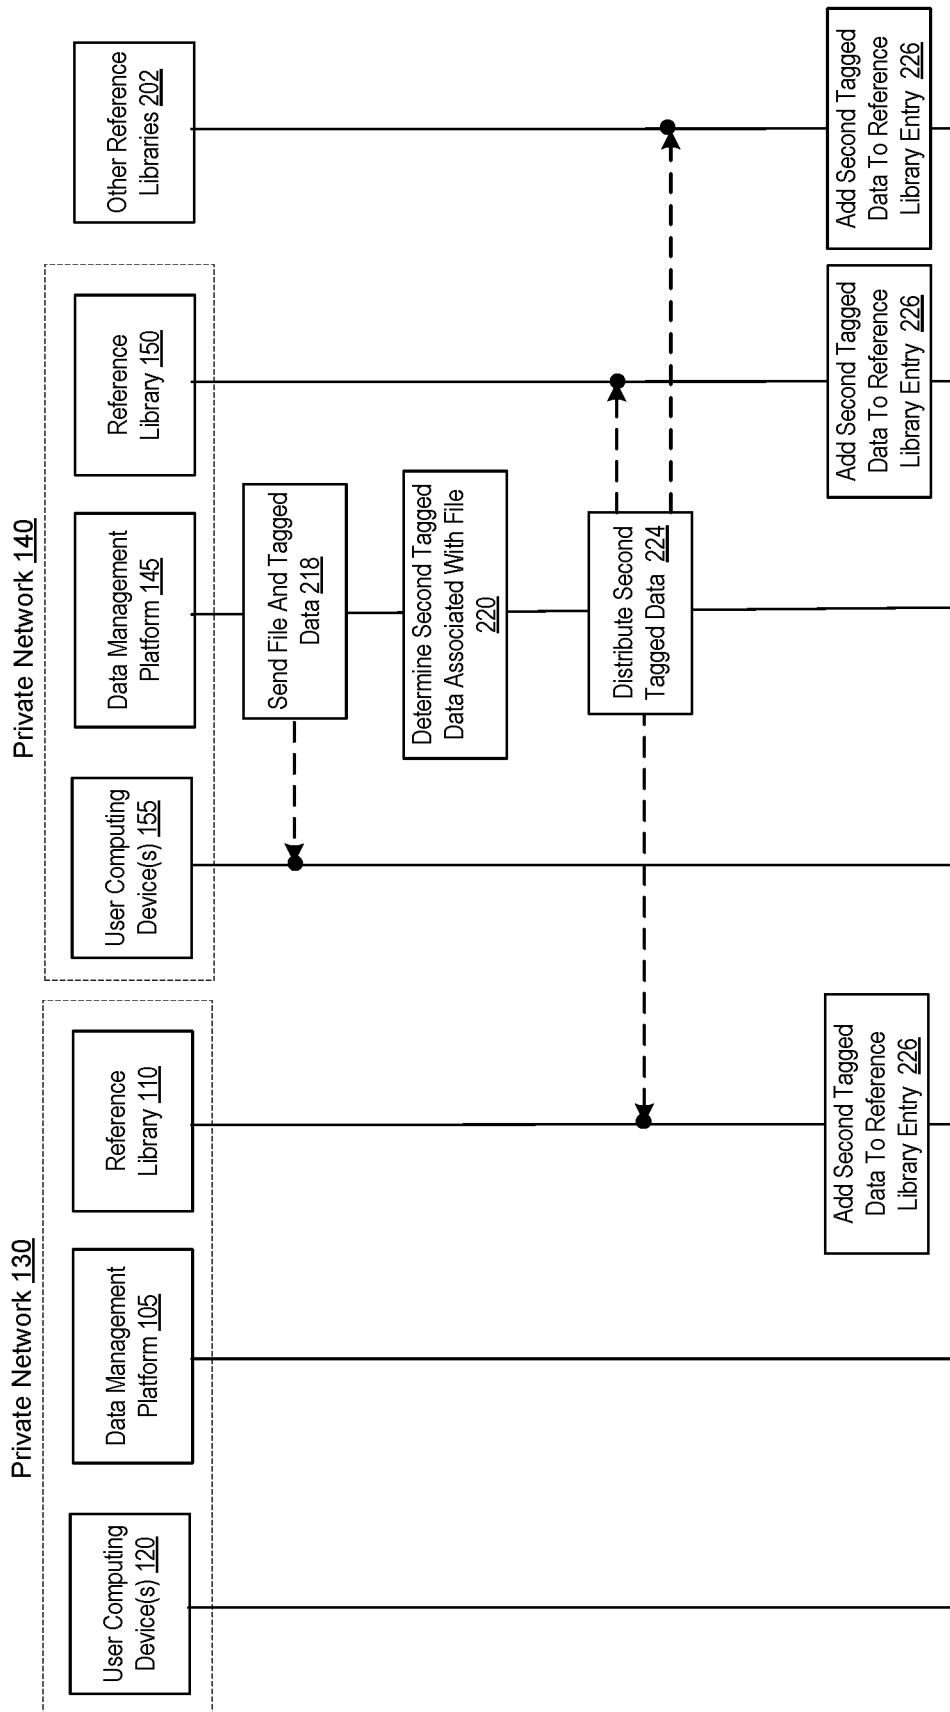 Private Network 130
Private Network 140
User Computing
Device(s) 120
Data Management
Platform 105
Reference
Library 110
User Computing
Device(s) 155
Data Management
Platform 145
Reference
Library 150
Other Reference
Libraries 202
Send File And Tagged
Data 218
Determine Second Tagged
Data Associated With File
220
Distribute Second
Tagged Data 224
Add Second Tagged
Data To Reference
Library Entry 226
Add Second Tagged
Data To Reference
Library Entry 226
Add Second Tagged
Data To Reference
Library Entry 226